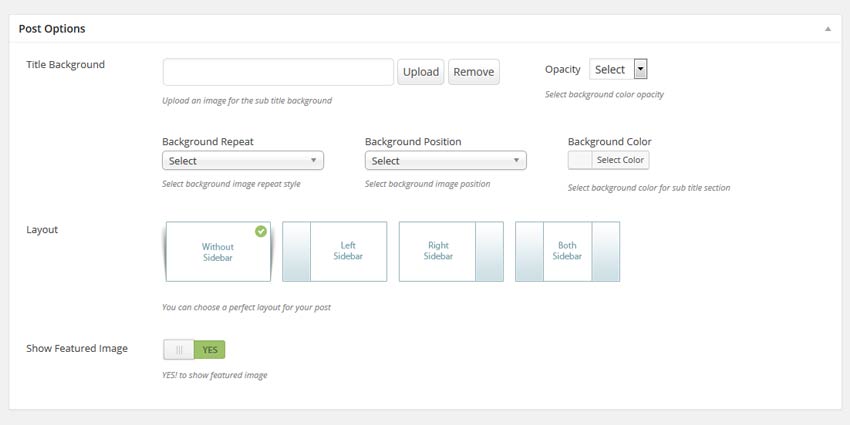 Post Options
Title Background
Upload
Remove
Opacity
Select
Upload an image for the sub title background
Select background color opacity
Background Repeat
Background Position
Background Color
Select
Select
Select Color
Select background image repeat style
Select background image position
Select background color for sub title section
Layout
Without
Sidebar
Left
Sidebar
Right
Sidebar
Both
Sidebar
You can choose a perfect layout for your post
Show Featured Image
YES
YES! to show featured image